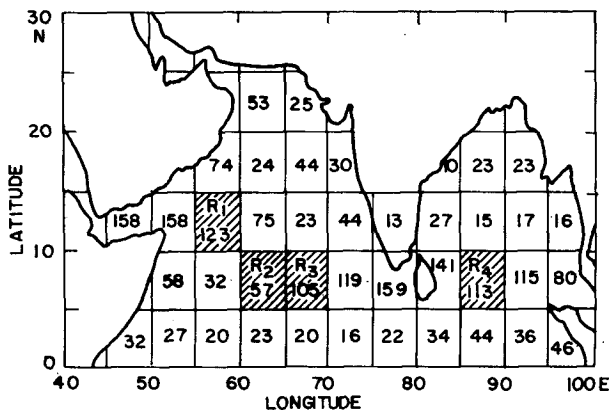 30
N
53 25
20
74 24 44 30 10 23 23
158 158 R1 75 23 44 13 27 15 17 16
123
10
58 32 R2 R3 119 159 141 R4 115 80
57 105 113
32 27 20 23 20 16 22 34 44 36 46
0
40 50 60 70 80 90 100 E
LONGITUDE
LATITUDE